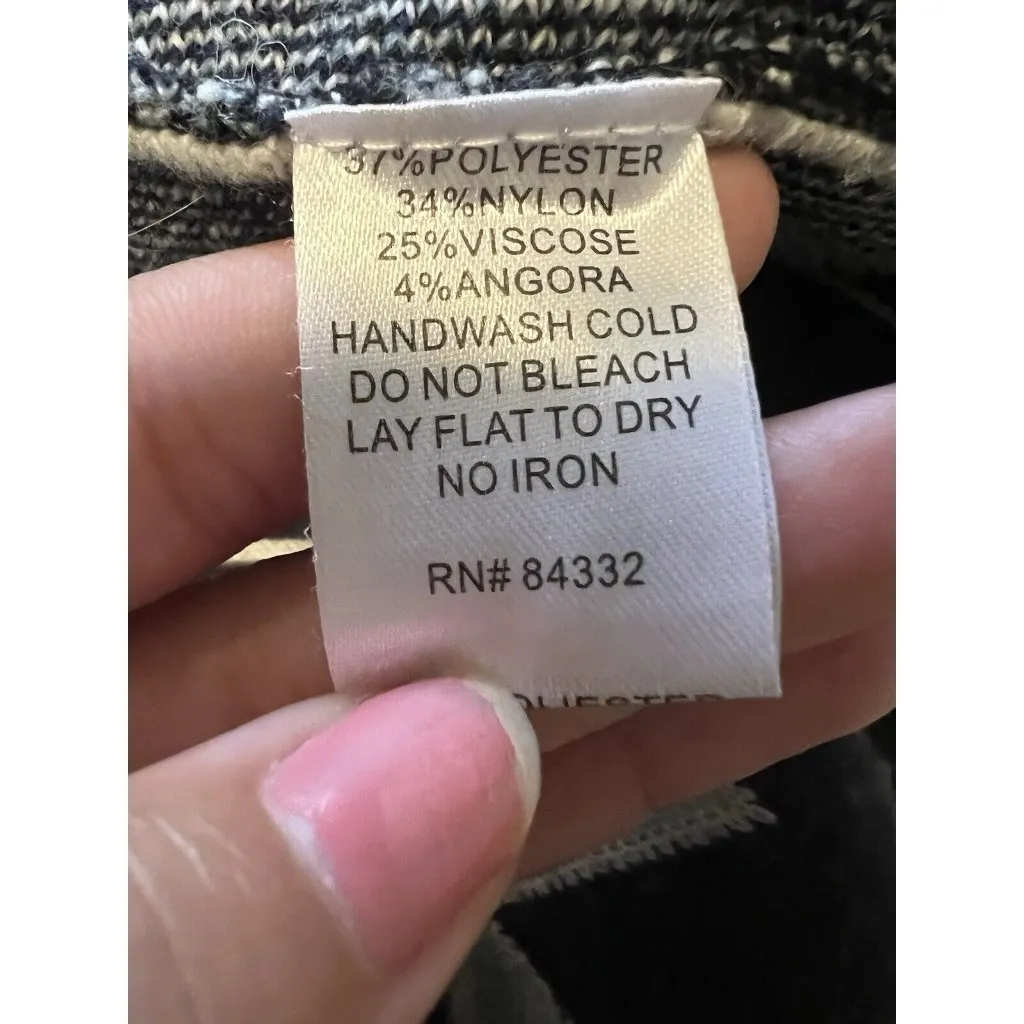 37%POLYESTER
34%NYLON
25%VISCOSE
4%ANGORA
HANDWASH COLD
DO NOT BLEACH
LAY FLAT TO DRY
NO IRON
RN# 84332